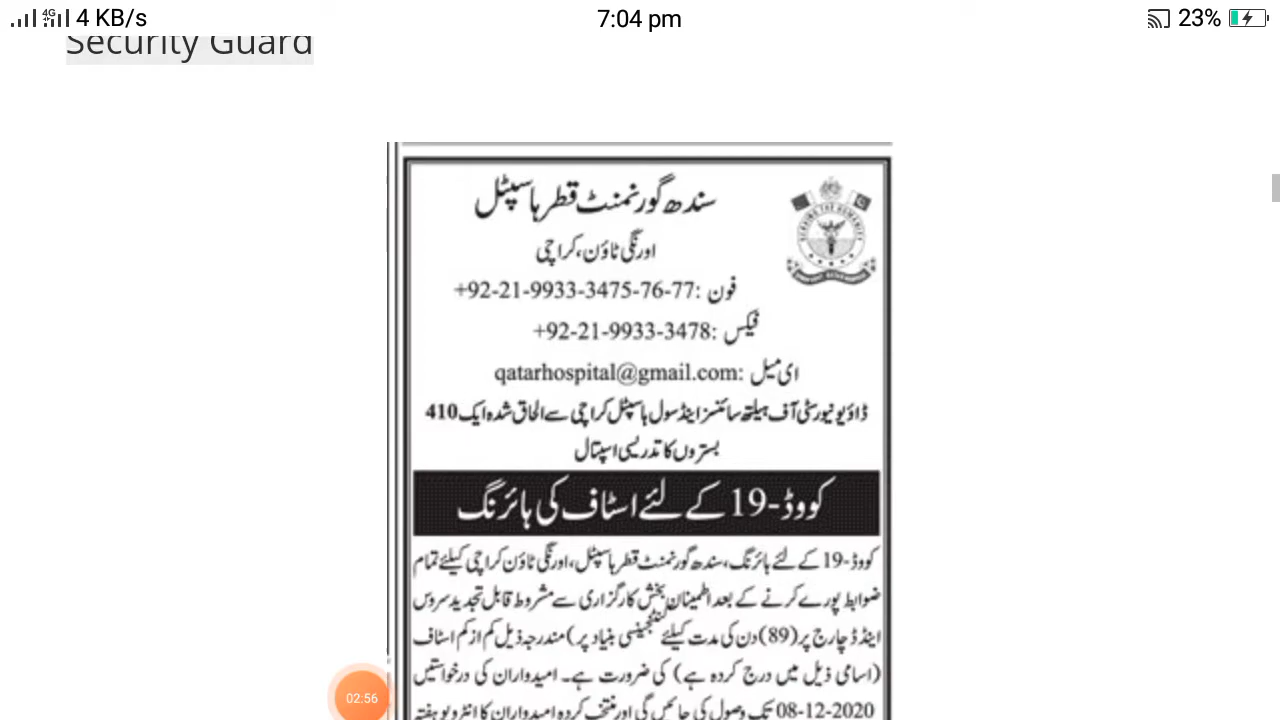 4G 4 KB/s 7:04 pm 23%
Security Guard
سندھ گورنمنٹ قطر ہاسپٹل
اورنگی ٹاؤن، کراچی
فون :77-76-3475-9933-21-92+
فیکس :3478-9933-21-92+
ای میل :qatarhospital@gmail.com
ڈاؤ یونیورسٹی آف ہیلتھ سائنسز اینڈ سول ہاسپٹل کراچی سے الحاق شدہ ایک 410
بستروں کا تدریسی اسپتال
کووڈ-19 کے لئے اسٹاف کی ہائرنگ
کووڈ-19 کے لئے ہائرنگ، سندھ گورنمنٹ قطر ہاسپٹل، اورنگی ٹاؤن کراچی کیلئے تمام
ضوابط پورے کرنے کے بعد اطمینان بخش کارگزاری سے مشروط قابل تجدید سروس
اینڈ ڈچارج پر (89) دن کی مدت کیلئے کنٹنجینسی بنیاد پر) مندرجہ ذیل کم از کم اسٹاف
(اسامی ذیل میں درج کردہ ہے) کی ضرورت ہے۔ امیدواران کی درخواستیں
08-12-2020 تک وصول کی جائیں گی اور منتخب کردہ امیدواران کا انٹرویو ہفتہ
02:56